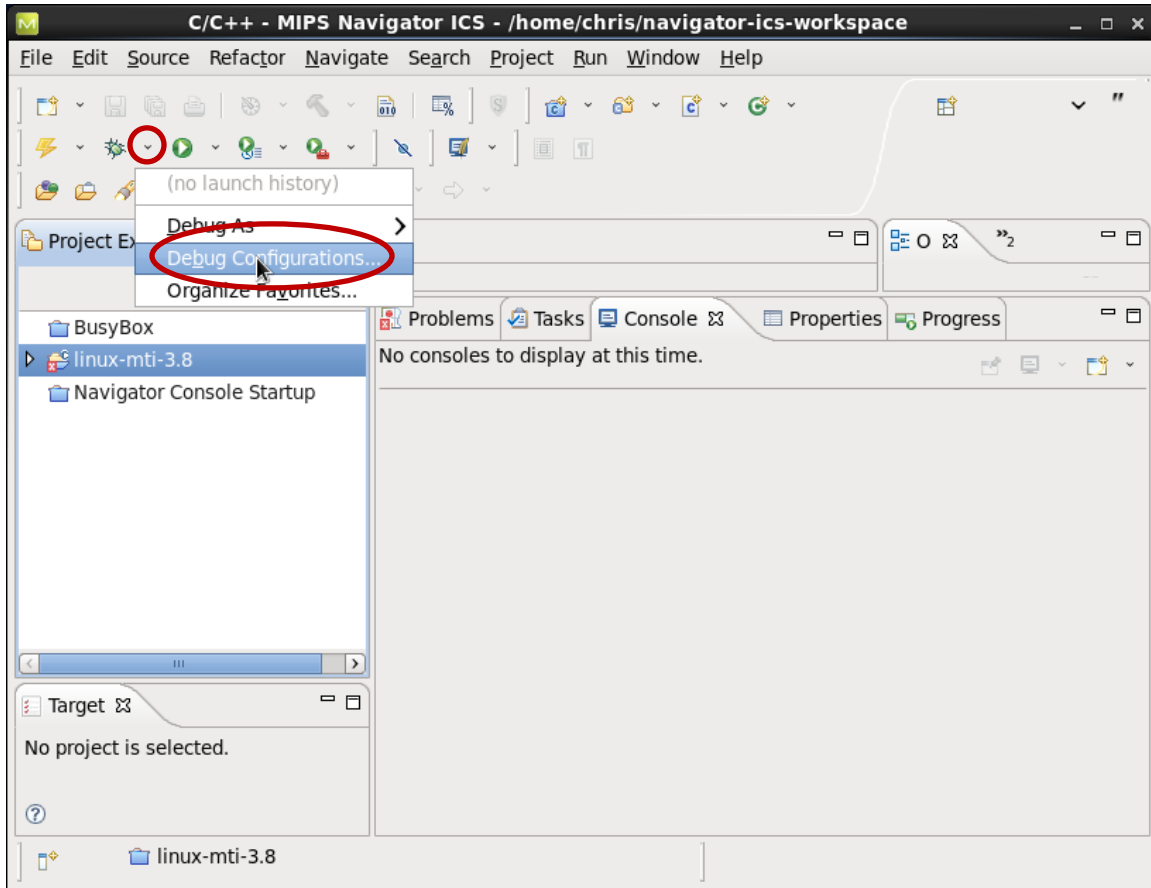 C/C++ - MIPS Navigator ICS - /home/chris/navigator-ics-workspace
File Edit Source Refactor Navigate Search Project Run Window Help
(no launch history)
Debug As
Debug Configurations...
Organize Favorites...
Project Ex
O
»2
BusyBox
linux-mti-3.8
Navigator Console Startup
Problems Tasks Console Properties Progress
No consoles to display at this time.
Target
No project is selected.
linux-mti-3.8